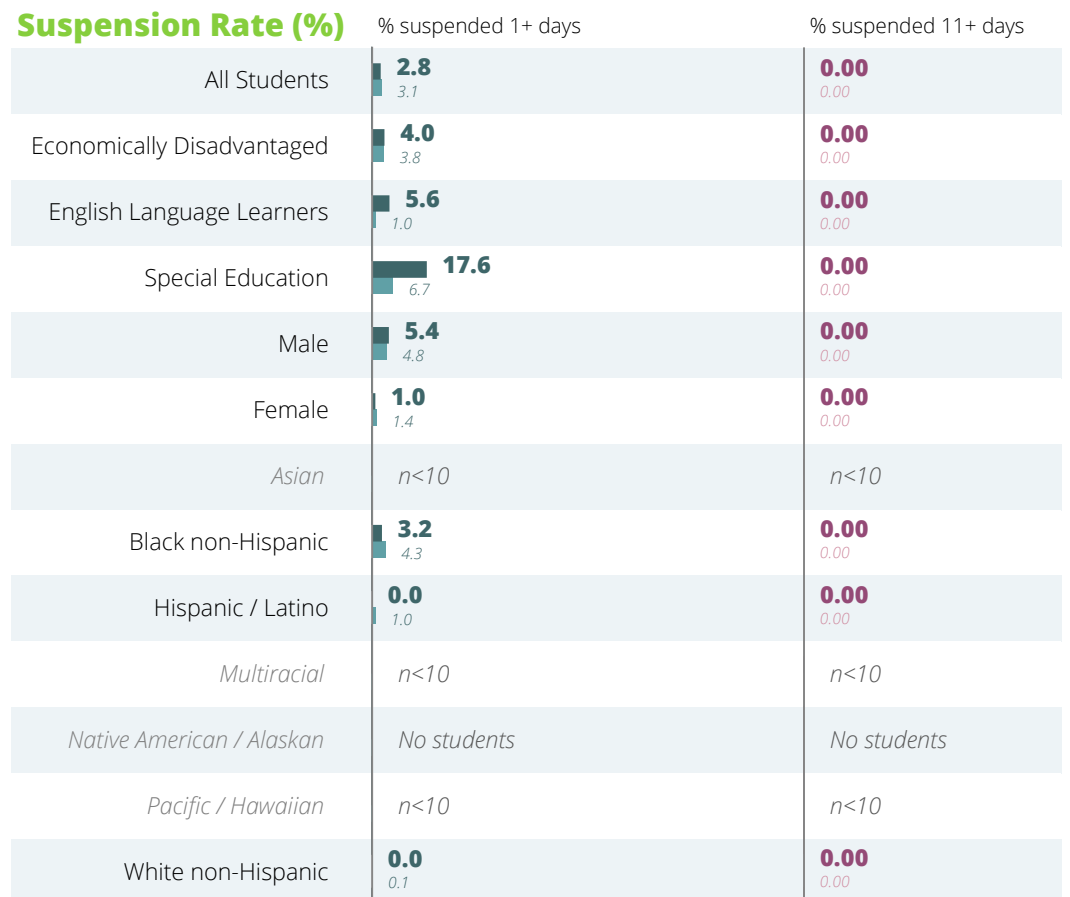 Suspension Rate (%) % suspended 1+ days % suspended 11+ days
All Students 2.8 0.00
3.1 0.00
Economically Disadvantaged 4.0 0.00
3.8 0.00
English Language Learners 5.6 0.00
1.0 0.00
Special Education 17.6 0.00
6.7 0.00
Male 5.4 0.00
4.8 0.00
Female 1.0 0.00
1.4 0.00
Asian n<10 n<10
Black non-Hispanic 3.2 0.00
4.3 0.00
Hispanic / Latino 0.0 0.00
1.0 0.00
Multiracial n<10 n<10
Native American / Alaskan No students No students
Pacific / Hawaiian n<10 n<10
White non-Hispanic 0.0 0.00
0.1 0.00